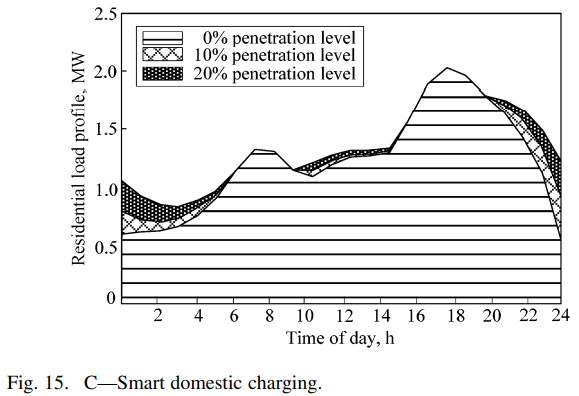 2.5
2.0
1.5
1.0
0.5
0
Residential load profile, MW
0% penetration level
10% penetration level
20% penetration level
2 4 6 8 10 12 14 16 18 20 22 24
Time of day, h
Fig. 15. C—Smart domestic charging.